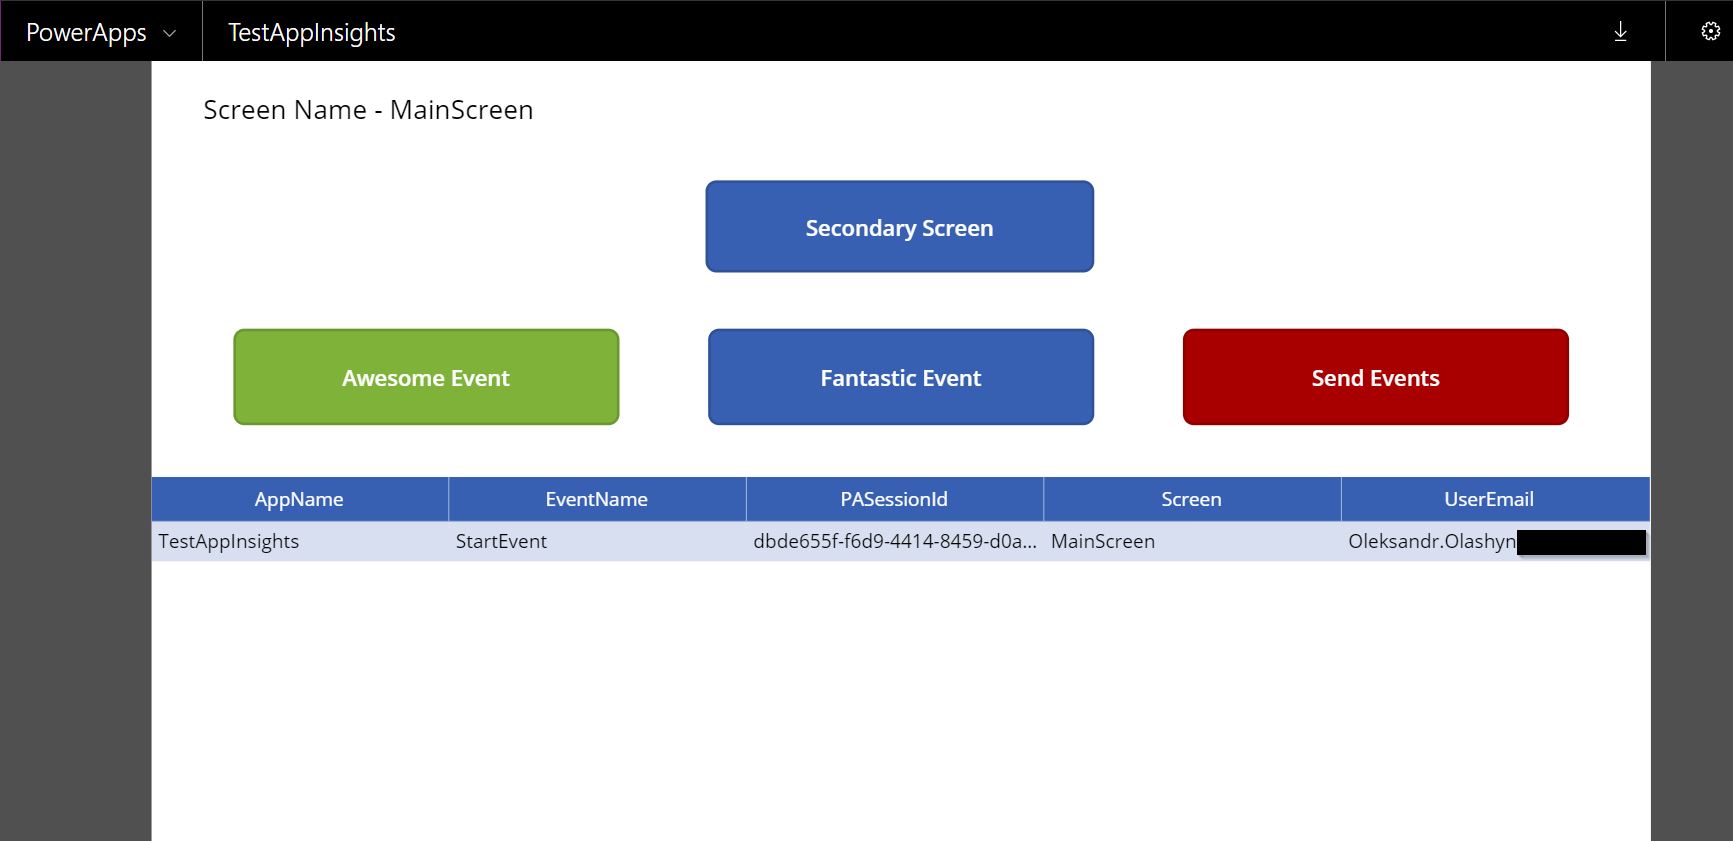 PowerApps TestAppInsights
Screen Name - MainScreen
Secondary Screen
Awesome Event Fantastic Event Send Events
AppName EventName PASessionId Screen UserEmail
TestAppInsights StartEvent dbde655f-f6d9-4414-8459-d0a... MainScreen Oleksandr.Olashyn